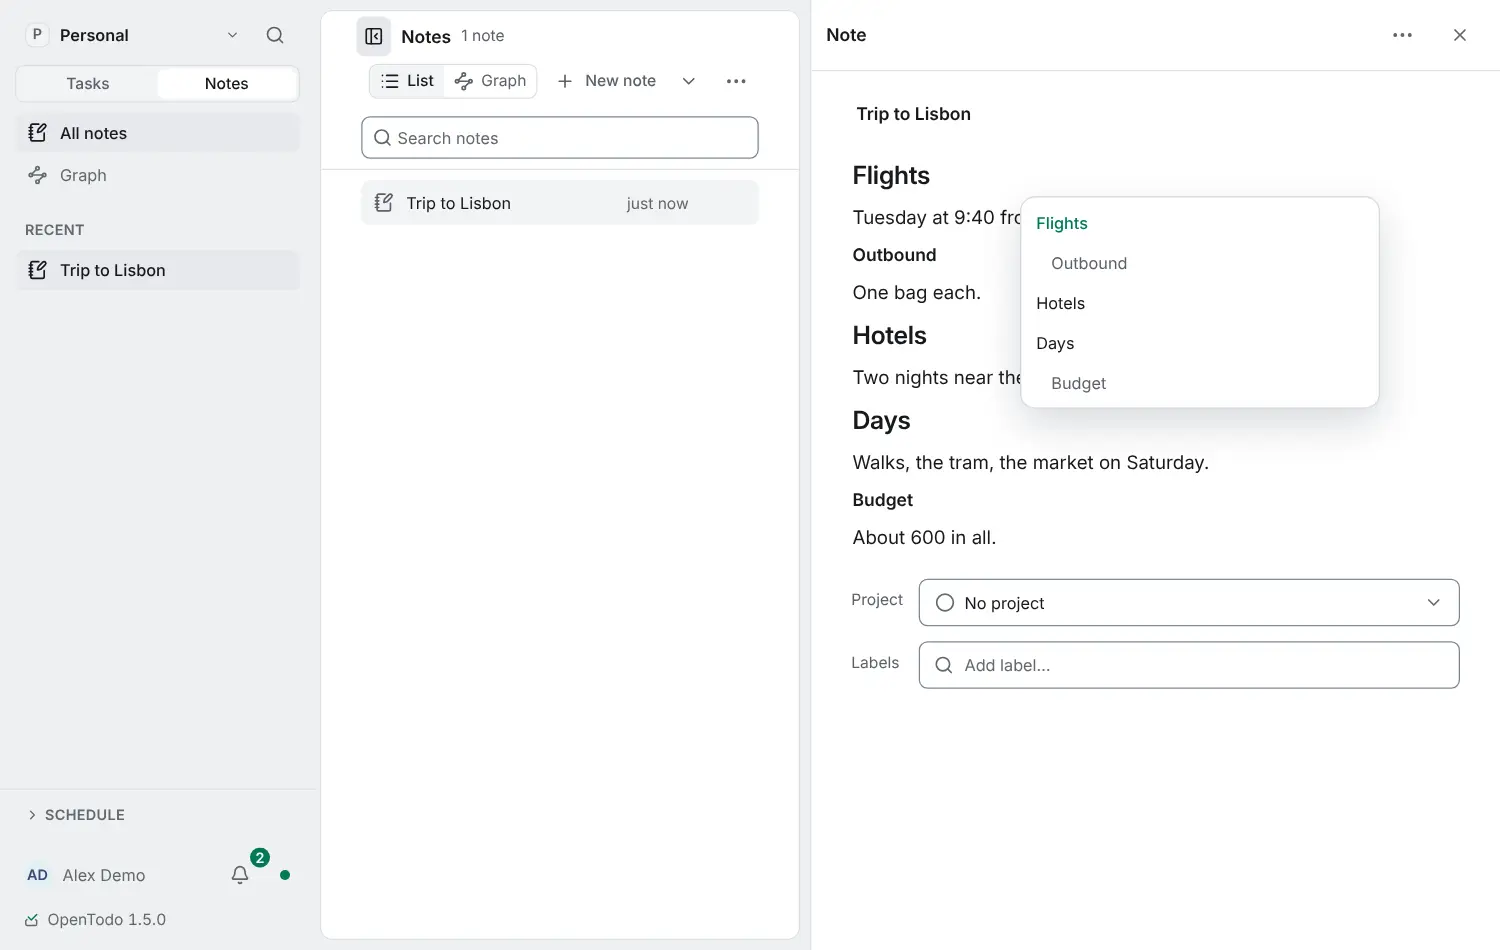 P Personal
Tasks Notes
All notes
Graph
RECENT
Trip to Lisbon
SCHEDULE
AD Alex Demo 2
OpenTodo 1.5.0
Notes 1 note
List Graph New note
Search notes
Trip to Lisbon just now
Note
Trip to Lisbon
Flights
Tuesday at 9:40
Outbound
One bag each.
Hotels
Two nights near
Days
Walks, the tram, the market on Saturday.
Budget
About 600 in all.
Flights
Outbound
Hotels
Days
Budget
Project No project
Labels Add label...